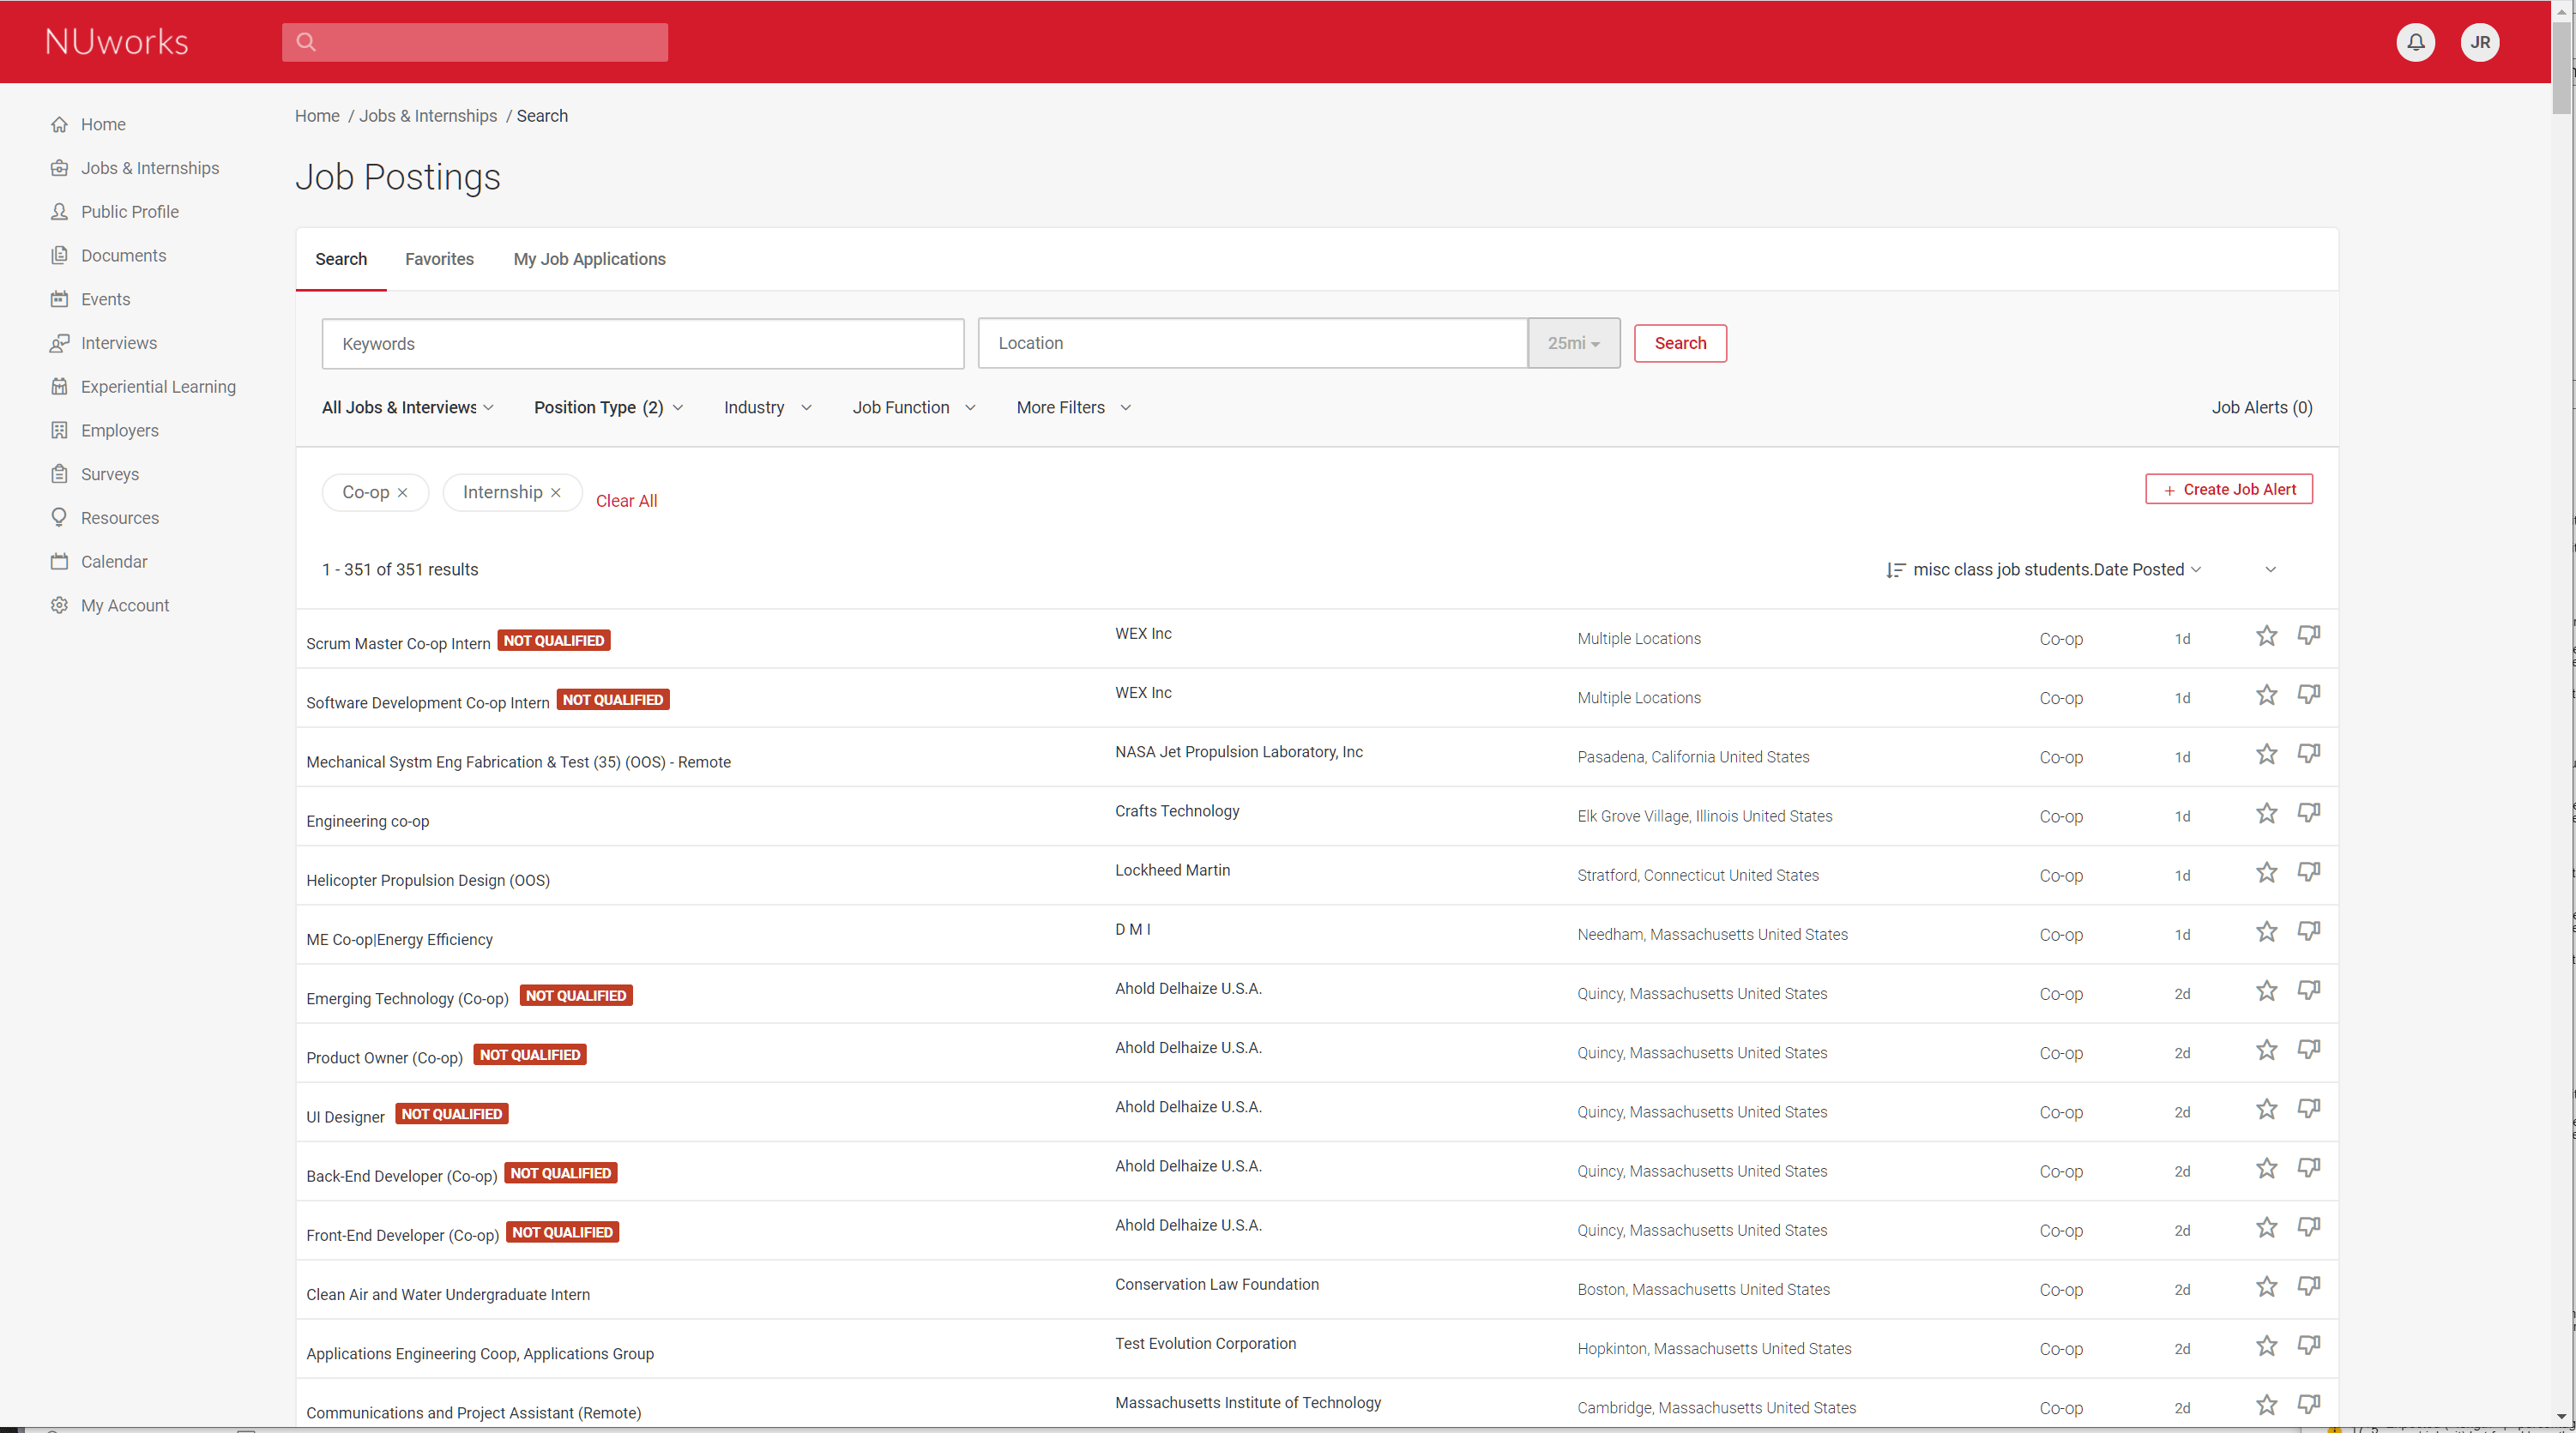 NUworks
JR
Home
Jobs & Internships
Public Profile
Documents
Events
Interviews
Experiential Learning
Employers
Surveys
Resources
Calendar
My Account
Home / Jobs & Internships / Search
Job Postings
Search Favorites My Job Applications
Keywords Location 25mi Search
All Jobs & Interviews Position Type (2) Industry Job Function More Filters Job Alerts (0)
Co-op × Internship × Clear All + Create Job Alert
1 - 351 of 351 results misc class job students.Date Posted
Scrum Master Co-op Intern NOT QUALIFIED WEX Inc Multiple Locations Co-op 1d
Software Development Co-op Intern NOT QUALIFIED WEX Inc Multiple Locations Co-op 1d
Mechanical Systm Eng Fabrication & Test (35) (OOS) - Remote NASA Jet Propulsion Laboratory, Inc Pasadena, California United States Co-op 1d
Engineering co-op Crafts Technology Elk Grove Village, Illinois United States Co-op 1d
Helicopter Propulsion Design (OOS) Lockheed Martin Stratford, Connecticut United States Co-op 1d
ME Co-op|Energy Efficiency D M I Needham, Massachusetts United States Co-op 1d
Emerging Technology (Co-op) NOT QUALIFIED Ahold Delhaize U.S.A. Quincy, Massachusetts United States Co-op 2d
Product Owner (Co-op) NOT QUALIFIED Ahold Delhaize U.S.A. Quincy, Massachusetts United States Co-op 2d
UI Designer NOT QUALIFIED Ahold Delhaize U.S.A. Quincy, Massachusetts United States Co-op 2d
Back-End Developer (Co-op) NOT QUALIFIED Ahold Delhaize U.S.A. Quincy, Massachusetts United States Co-op 2d
Front-End Developer (Co-op) NOT QUALIFIED Ahold Delhaize U.S.A. Quincy, Massachusetts United States Co-op 2d
Clean Air and Water Undergraduate Intern Conservation Law Foundation Boston, Massachusetts United States Co-op 2d
Applications Engineering Coop, Applications Group Test Evolution Corporation Hopkinton, Massachusetts United States Co-op 2d
Communications and Project Assistant (Remote) Massachusetts Institute of Technology Cambridge, Massachusetts United States Co-op 2d